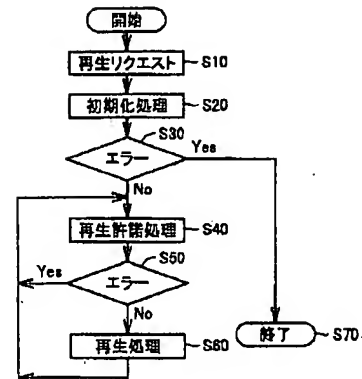 開始
再生リクエスト S10
初期化処理 S20
S30
エラー Yes
No
再生許諾処理 S40
S50
Yes エラー
No
再生処理 S60
終了 S70